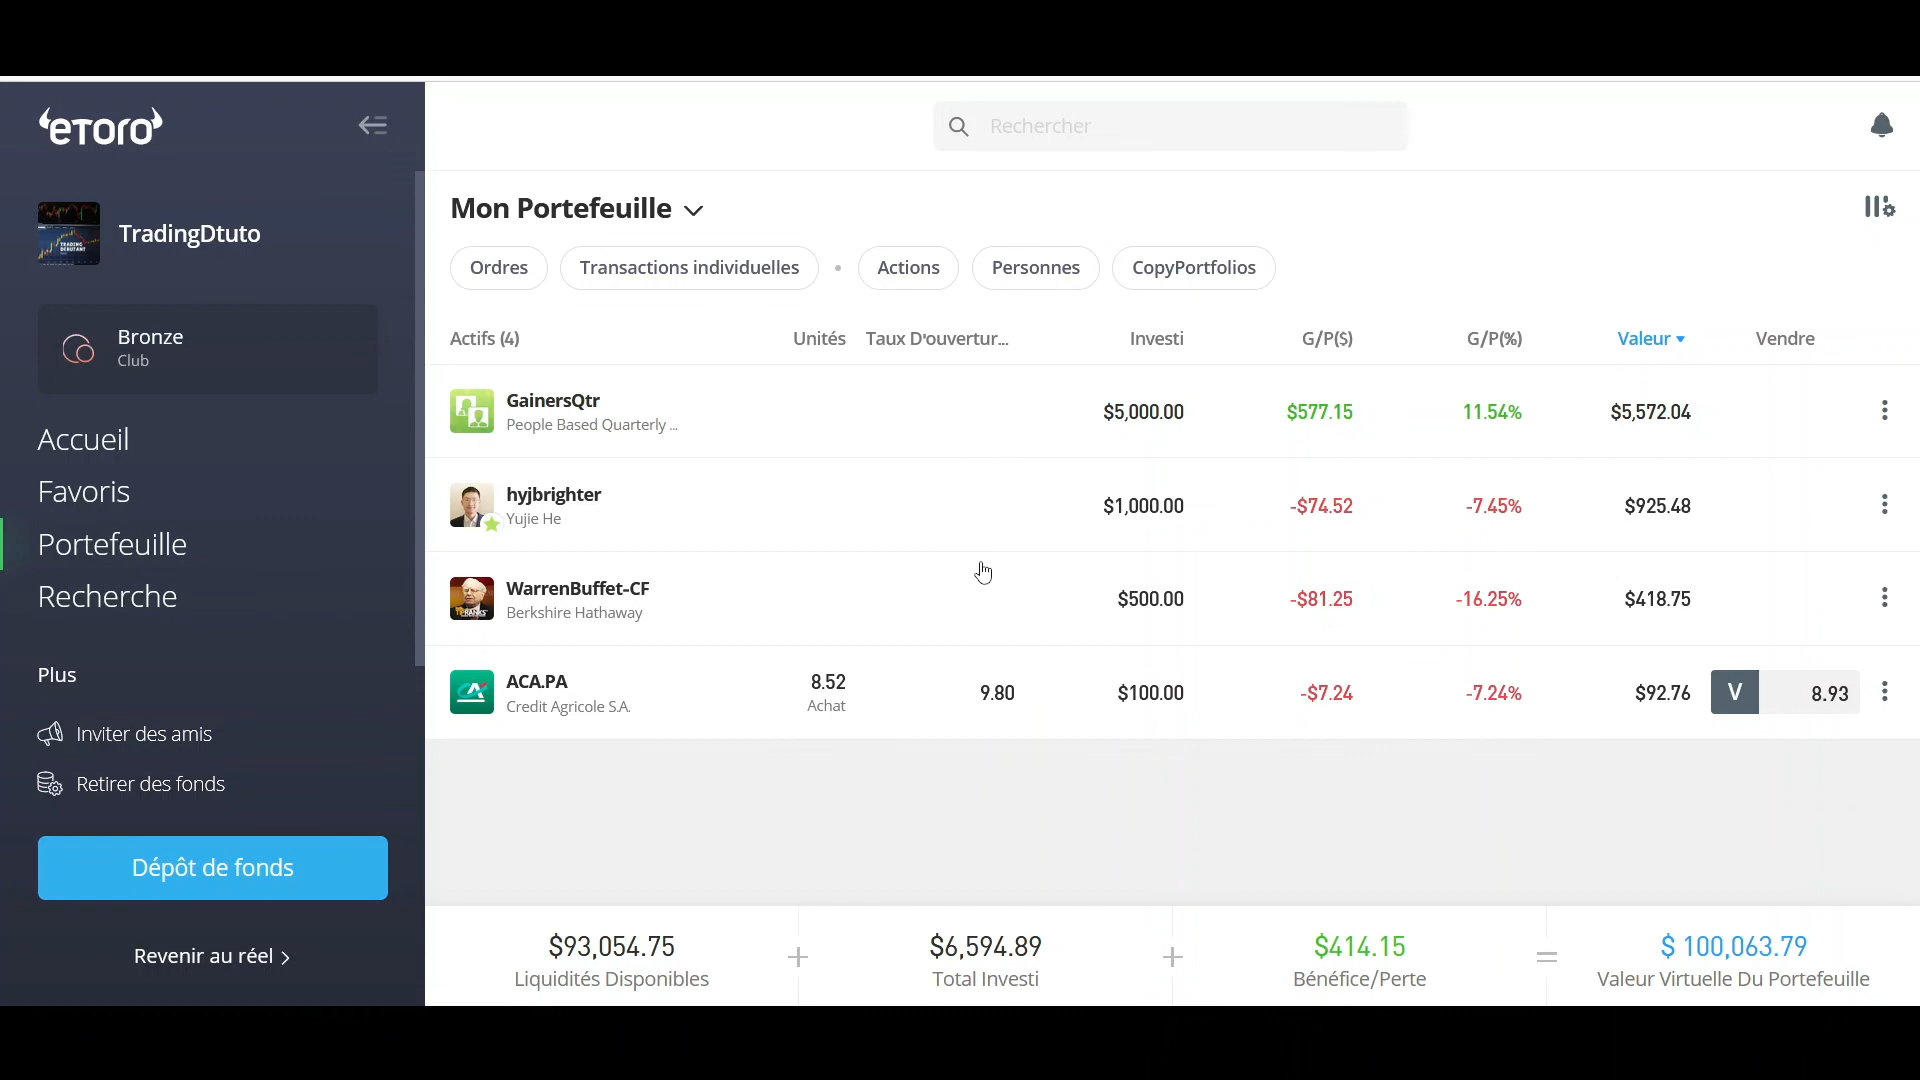 etoro
Rechercher
TradingDtuto
Bronze
Club
Accueil
Favoris
Portefeuille
Recherche
Plus
Inviter des amis
Retirer des fonds
Dépôt de fonds
Revenir au réel >
Mon Portefeuille
Ordres Transactions individuelles • Actions Personnes CopyPortfolios
Actifs (4) Unités Taux D'ouvertur... Investi G/P($) G/P(%) Valeur Vendre
GainersQtr
People Based Quarterly ...
$5,000.00 $577.15 11.54% $5,572.04
hyjbrighter
Yujie He
$1,000.00 -$74.52 -7.45% $925.48
WarrenBuffet-CF
Berkshire Hathaway
$500.00 -$81.25 -16.25% $418.75
ACA.PA
Credit Agricole S.A.
8.52
Achat
9.80 $100.00 -$7.24 -7.24% $92.76 V 8.93
$93,054.75 + $6,594.89 + $414.15 = $ 100,063.79
Liquidités Disponibles Total Investi Bénéfice/Perte Valeur Virtuelle Du Portefeuille